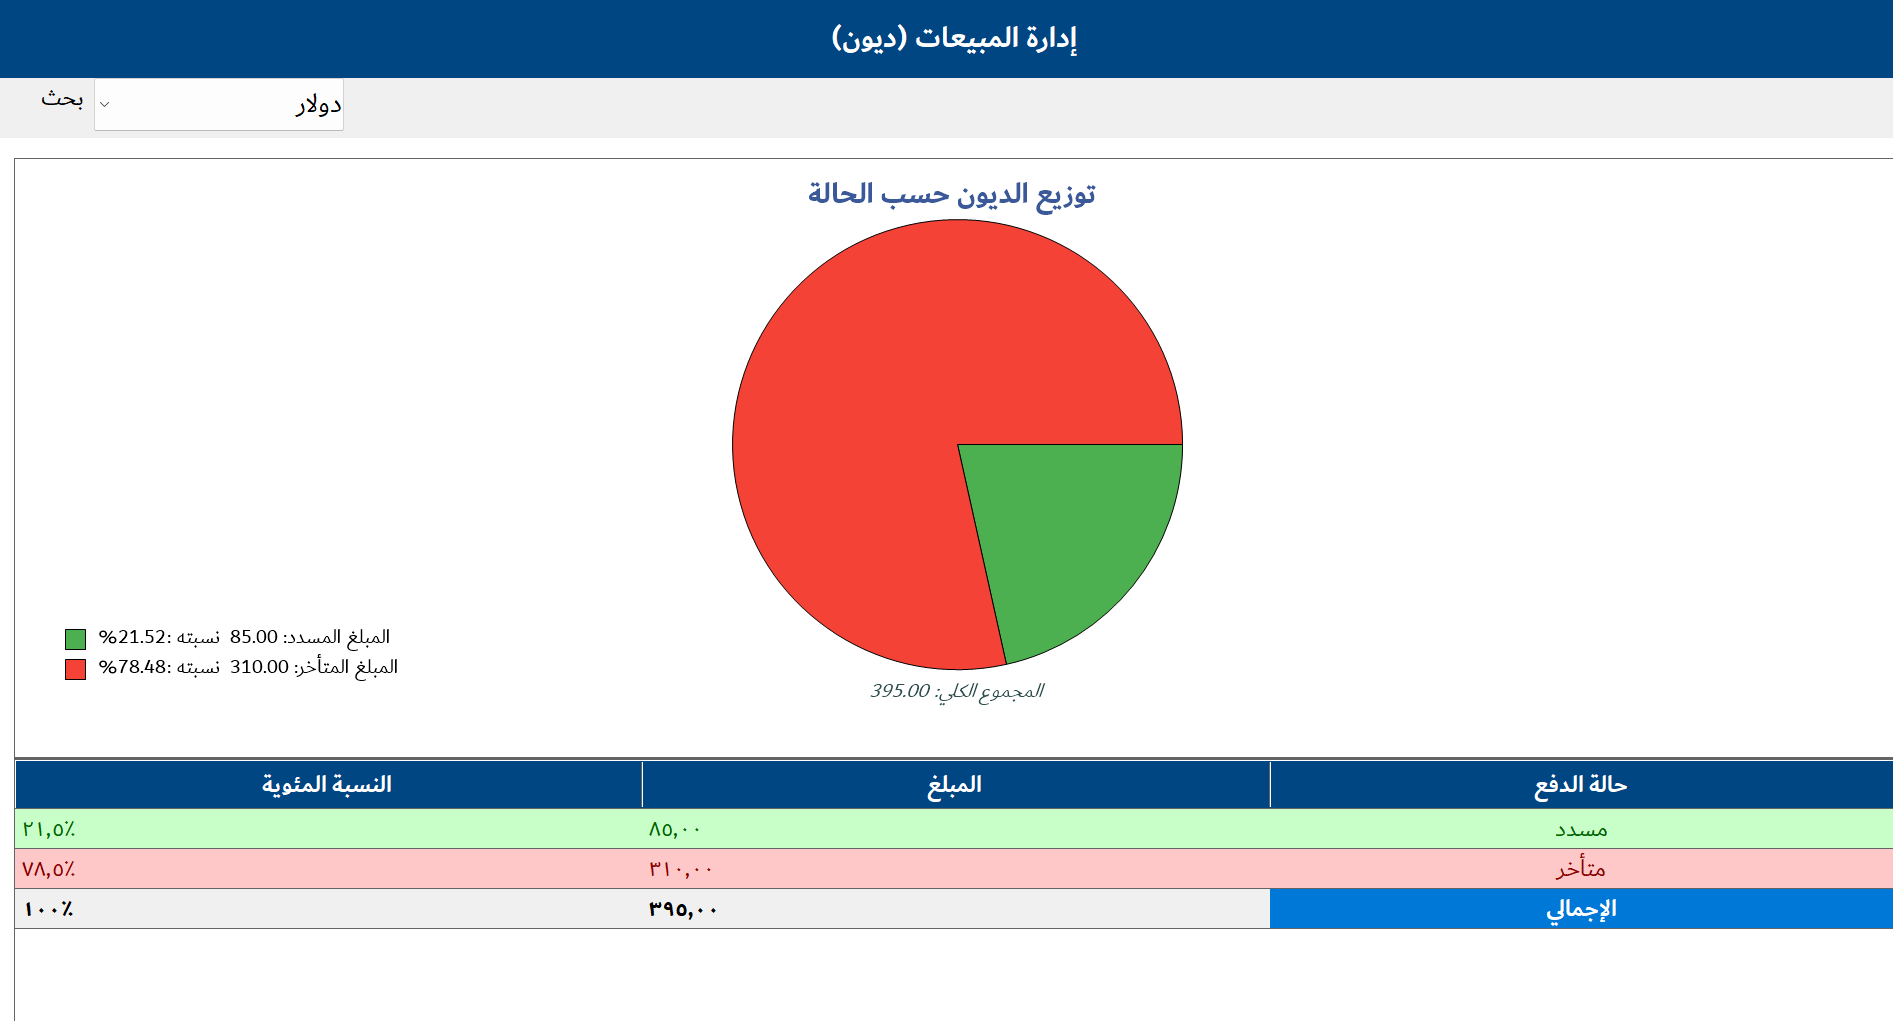 إدارة المبيعات (ديون)
دولار
بحث
توزيع الديون حسب الحالة
المبلغ المسدد: 85.00 نسبته :21.52%
المبلغ المتأخر: 310.00 نسبته :78.48%
المجموع الكلي: 395.00
حالة الدفع المبلغ النسبة المئوية
مسدد ٨٥,٠٠ ٢١,٥٪
متأخر ٣١٠,٠٠ ٧٨,٥٪
الإجمالي ٣٩٥,٠٠ ١٠٠٪